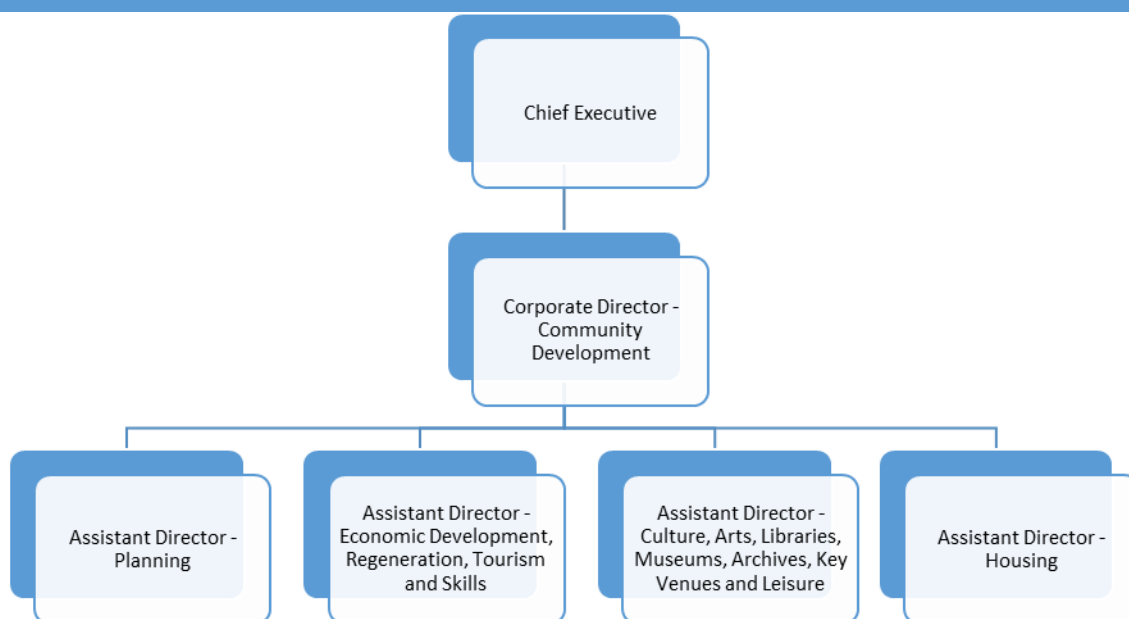 Chief Executive
Corporate Director -
Community
Development
Assistant Director -
Planning
Assistant Director -
Economic Development,
Regeneration, Tourism
and Skills
Assistant Director -
Culture, Arts, Libraries,
Museums, Archives, Key
Venues and Leisure
Assistant Director -
Housing